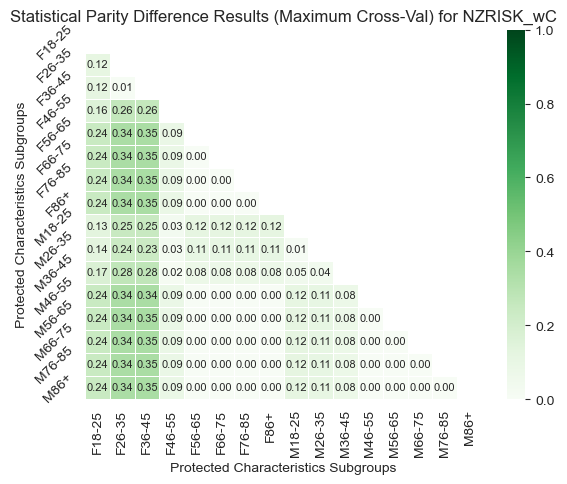 Statistical Parity Difference Results (Maximum Cross-Val) for NZRISK_wC
Protected Characteristics Subgroups
F18-25
F26-35 0.12
F36-45 0.12 0.01
F46-55 0.16 0.26 0.26
F56-65 0.24 0.34 0.35 0.09
F66-75 0.24 0.34 0.35 0.09 0.00
F76-85 0.24 0.34 0.35 0.09 0.00 0.00
F86+ 0.24 0.34 0.35 0.09 0.00 0.00 0.00
M18-25 0.13 0.25 0.25 0.03 0.12 0.12 0.12 0.12
M26-35 0.14 0.24 0.23 0.03 0.11 0.11 0.11 0.11 0.01
M36-45 0.17 0.28 0.28 0.02 0.08 0.08 0.08 0.08 0.05 0.04
M46-55 0.24 0.34 0.34 0.09 0.00 0.00 0.00 0.00 0.12 0.11 0.08
M56-65 0.24 0.34 0.35 0.09 0.00 0.00 0.00 0.00 0.12 0.11 0.08 0.00
M66-75 0.24 0.34 0.35 0.09 0.00 0.00 0.00 0.00 0.12 0.11 0.08 0.00 0.00
M76-85 0.24 0.34 0.35 0.09 0.00 0.00 0.00 0.00 0.12 0.11 0.08 0.00 0.00 0.00
M86+ 0.24 0.34 0.35 0.09 0.00 0.00 0.00 0.00 0.12 0.11 0.08 0.00 0.00 0.00 0.00
F18-25 F26-35 F36-45 F46-55 F56-65 F66-75 F76-85 F86+ M18-25 M26-35 M36-45 M46-55 M56-65 M66-75 M76-85 M86+
Protected Characteristics Subgroups
1.0
0.8
0.6
0.4
0.2
0.0